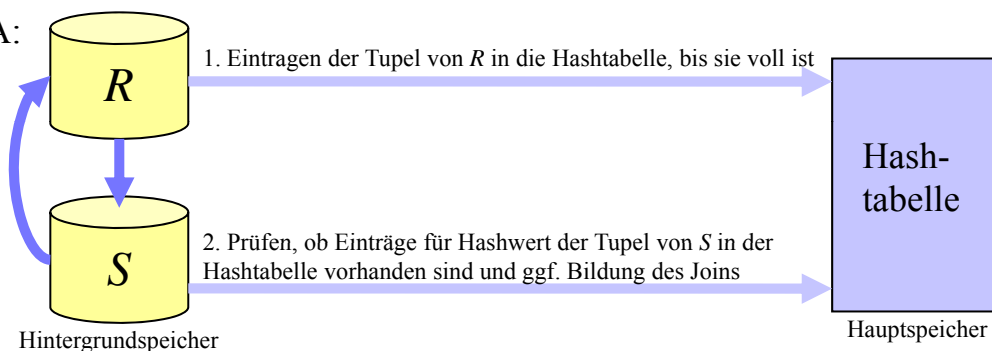 A:
1. Eintragen der Tupel von R in die Hashtabelle, bis sie voll ist
R
Hash-
tabelle
2. Prüfen, ob Einträge für Hashwert der Tupel von S in der
Hashtabelle vorhanden sind und ggf. Bildung des Joins
S
Hintergrundspeicher
Hauptspeicher